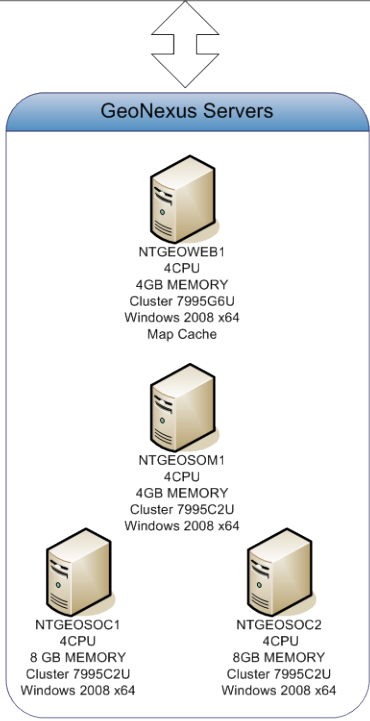 GeoNexus Servers
NTGEOWEB1
4CPU
4GB MEMORY
Cluster 7995G6U
Windows 2008 x64
Map Cache
NTGEOSOM1
4CPU
4GB MEMORY
Cluster 7995C2U
Windows 2008 x64
NTGEOSOC1
4CPU
8 GB MEMORY
Cluster 7995C2U
Windows 2008 x64
NTGEOSOC2
4CPU
8GB MEMORY
Cluster 7995C2U
Windows 2008 x64